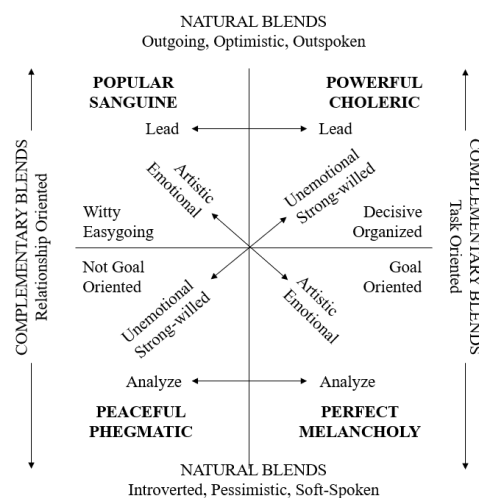 NATURAL BLENDS
Outgoing, Optimistic, Outspoken
POPULAR
SANGUINE
POWERFUL
CHOLERIC
Lead
Lead
COMPLEMENTARY BLENDS
Relationship Oriented
Artistic
Emotional
Unemotional
Strong-willed
COMPLEMENTARY BLENDS
Task Oriented
Witty
Easygoing
Decisive
Organized
Not Goal
Oriented
Goal
Oriented
Unemotional
Strong-willed
Artistic
Emotional
Analyze
Analyze
PEACEFUL
PHEGMATIC
PERFECT
MELANCHOLY
NATURAL BLENDS
Introverted, Pessimistic, Soft-Spoken